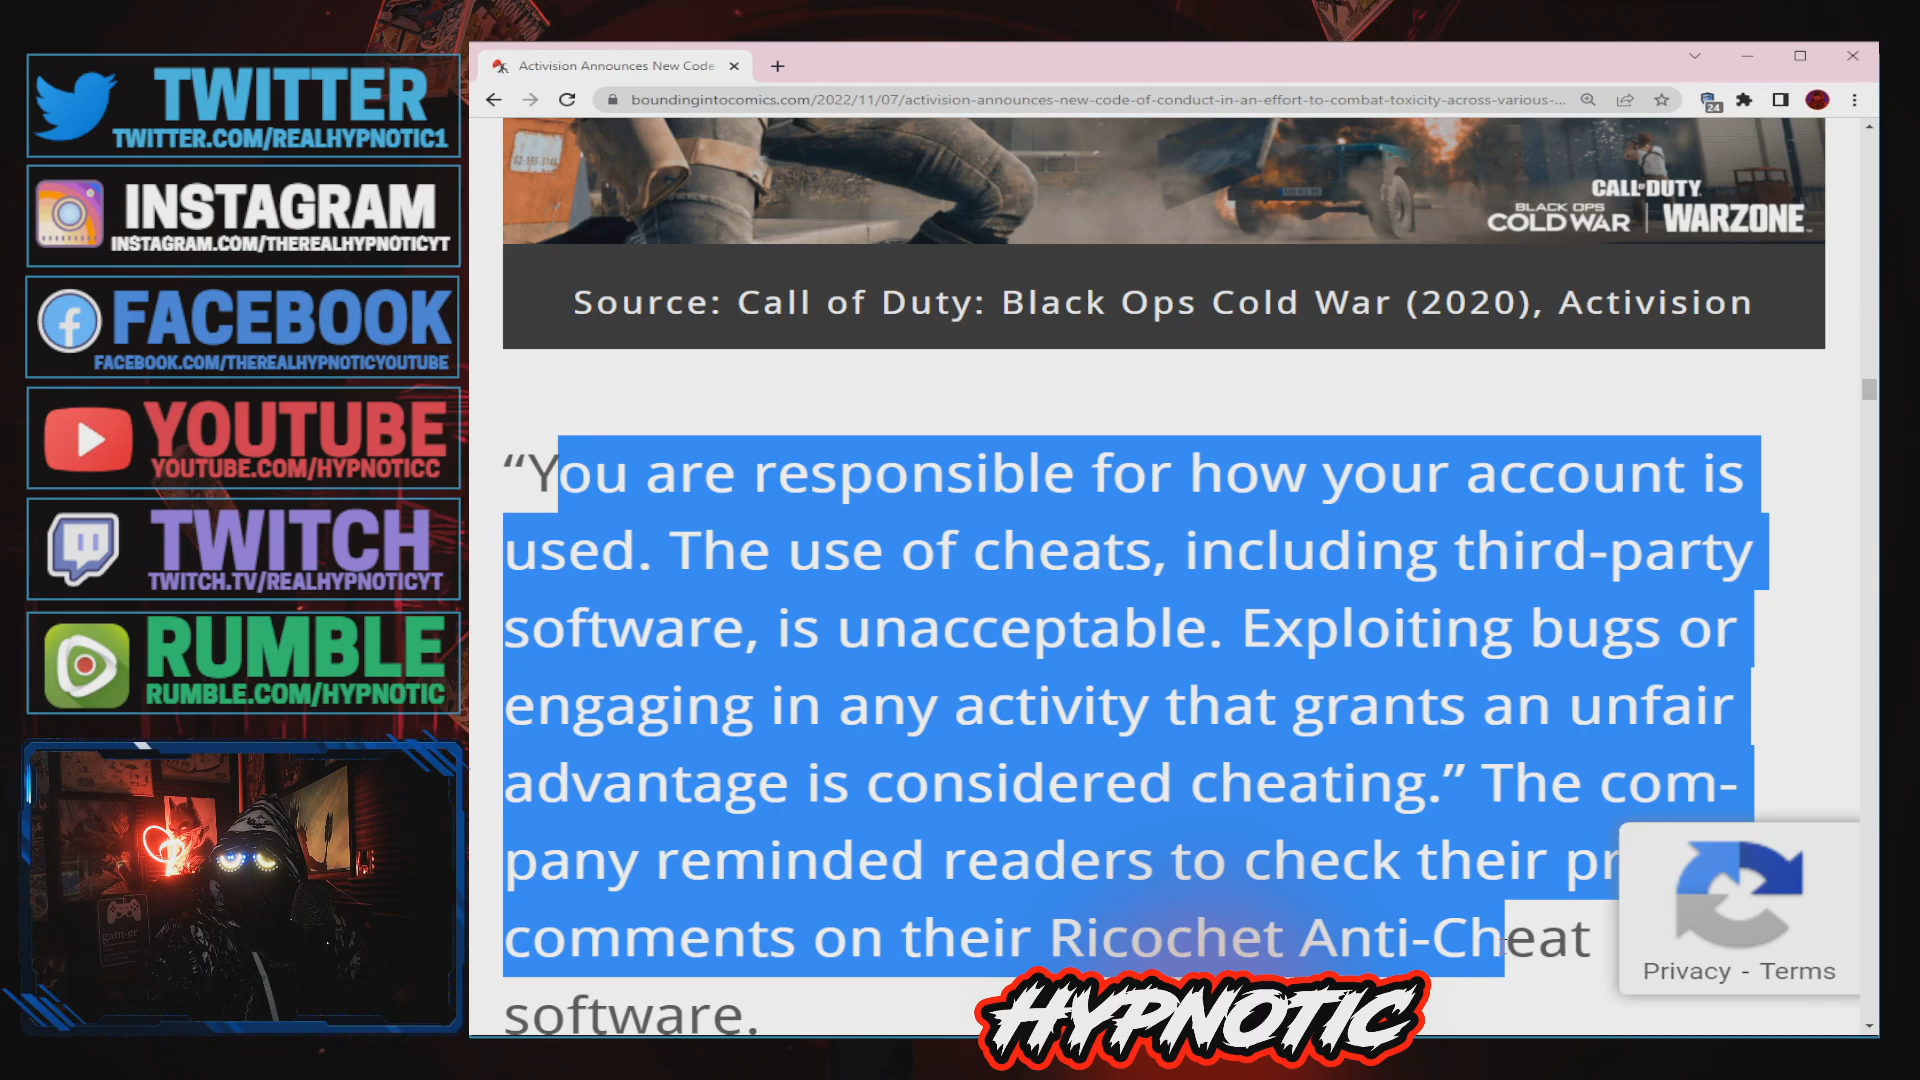 TWITTER
TWITTER.COM/REALHYPNOTIC1
INSTAGRAM
INSTAGRAM.COM/THEREALHYPNOTICYT
FACEBOOK
FACEBOOK.COM/THEREALHYPNOTICYOUTUBE
YOUTUBE
YOUTUBE.COM/HYPNOTICC
TWITCH
TWITCH.TV/REALHYPNOTICYT
RUMBLE
RUMBLE.COM/HYPNOTIC
gam·er
Activision Announces New Code
boundingintocomics.com/2022/11/07/activision-announces-new-code-of-conduct-in-an-effort-to-combat-toxicity-across-various-...
24
CALL OF DUTY
BLACK OPS
COLD WAR | WARZONE
Source: Call of Duty: Black Ops Cold War (2020), Activision
“You are responsible for how your account is
used. The use of cheats, including third-party
software, is unacceptable. Exploiting bugs or
engaging in any activity that grants an unfair
advantage is considered cheating.” The com-
pany reminded readers to check their pr
comments on their Ricochet Anti-Cheat
software.
Privacy - Terms
HYPNOTIC